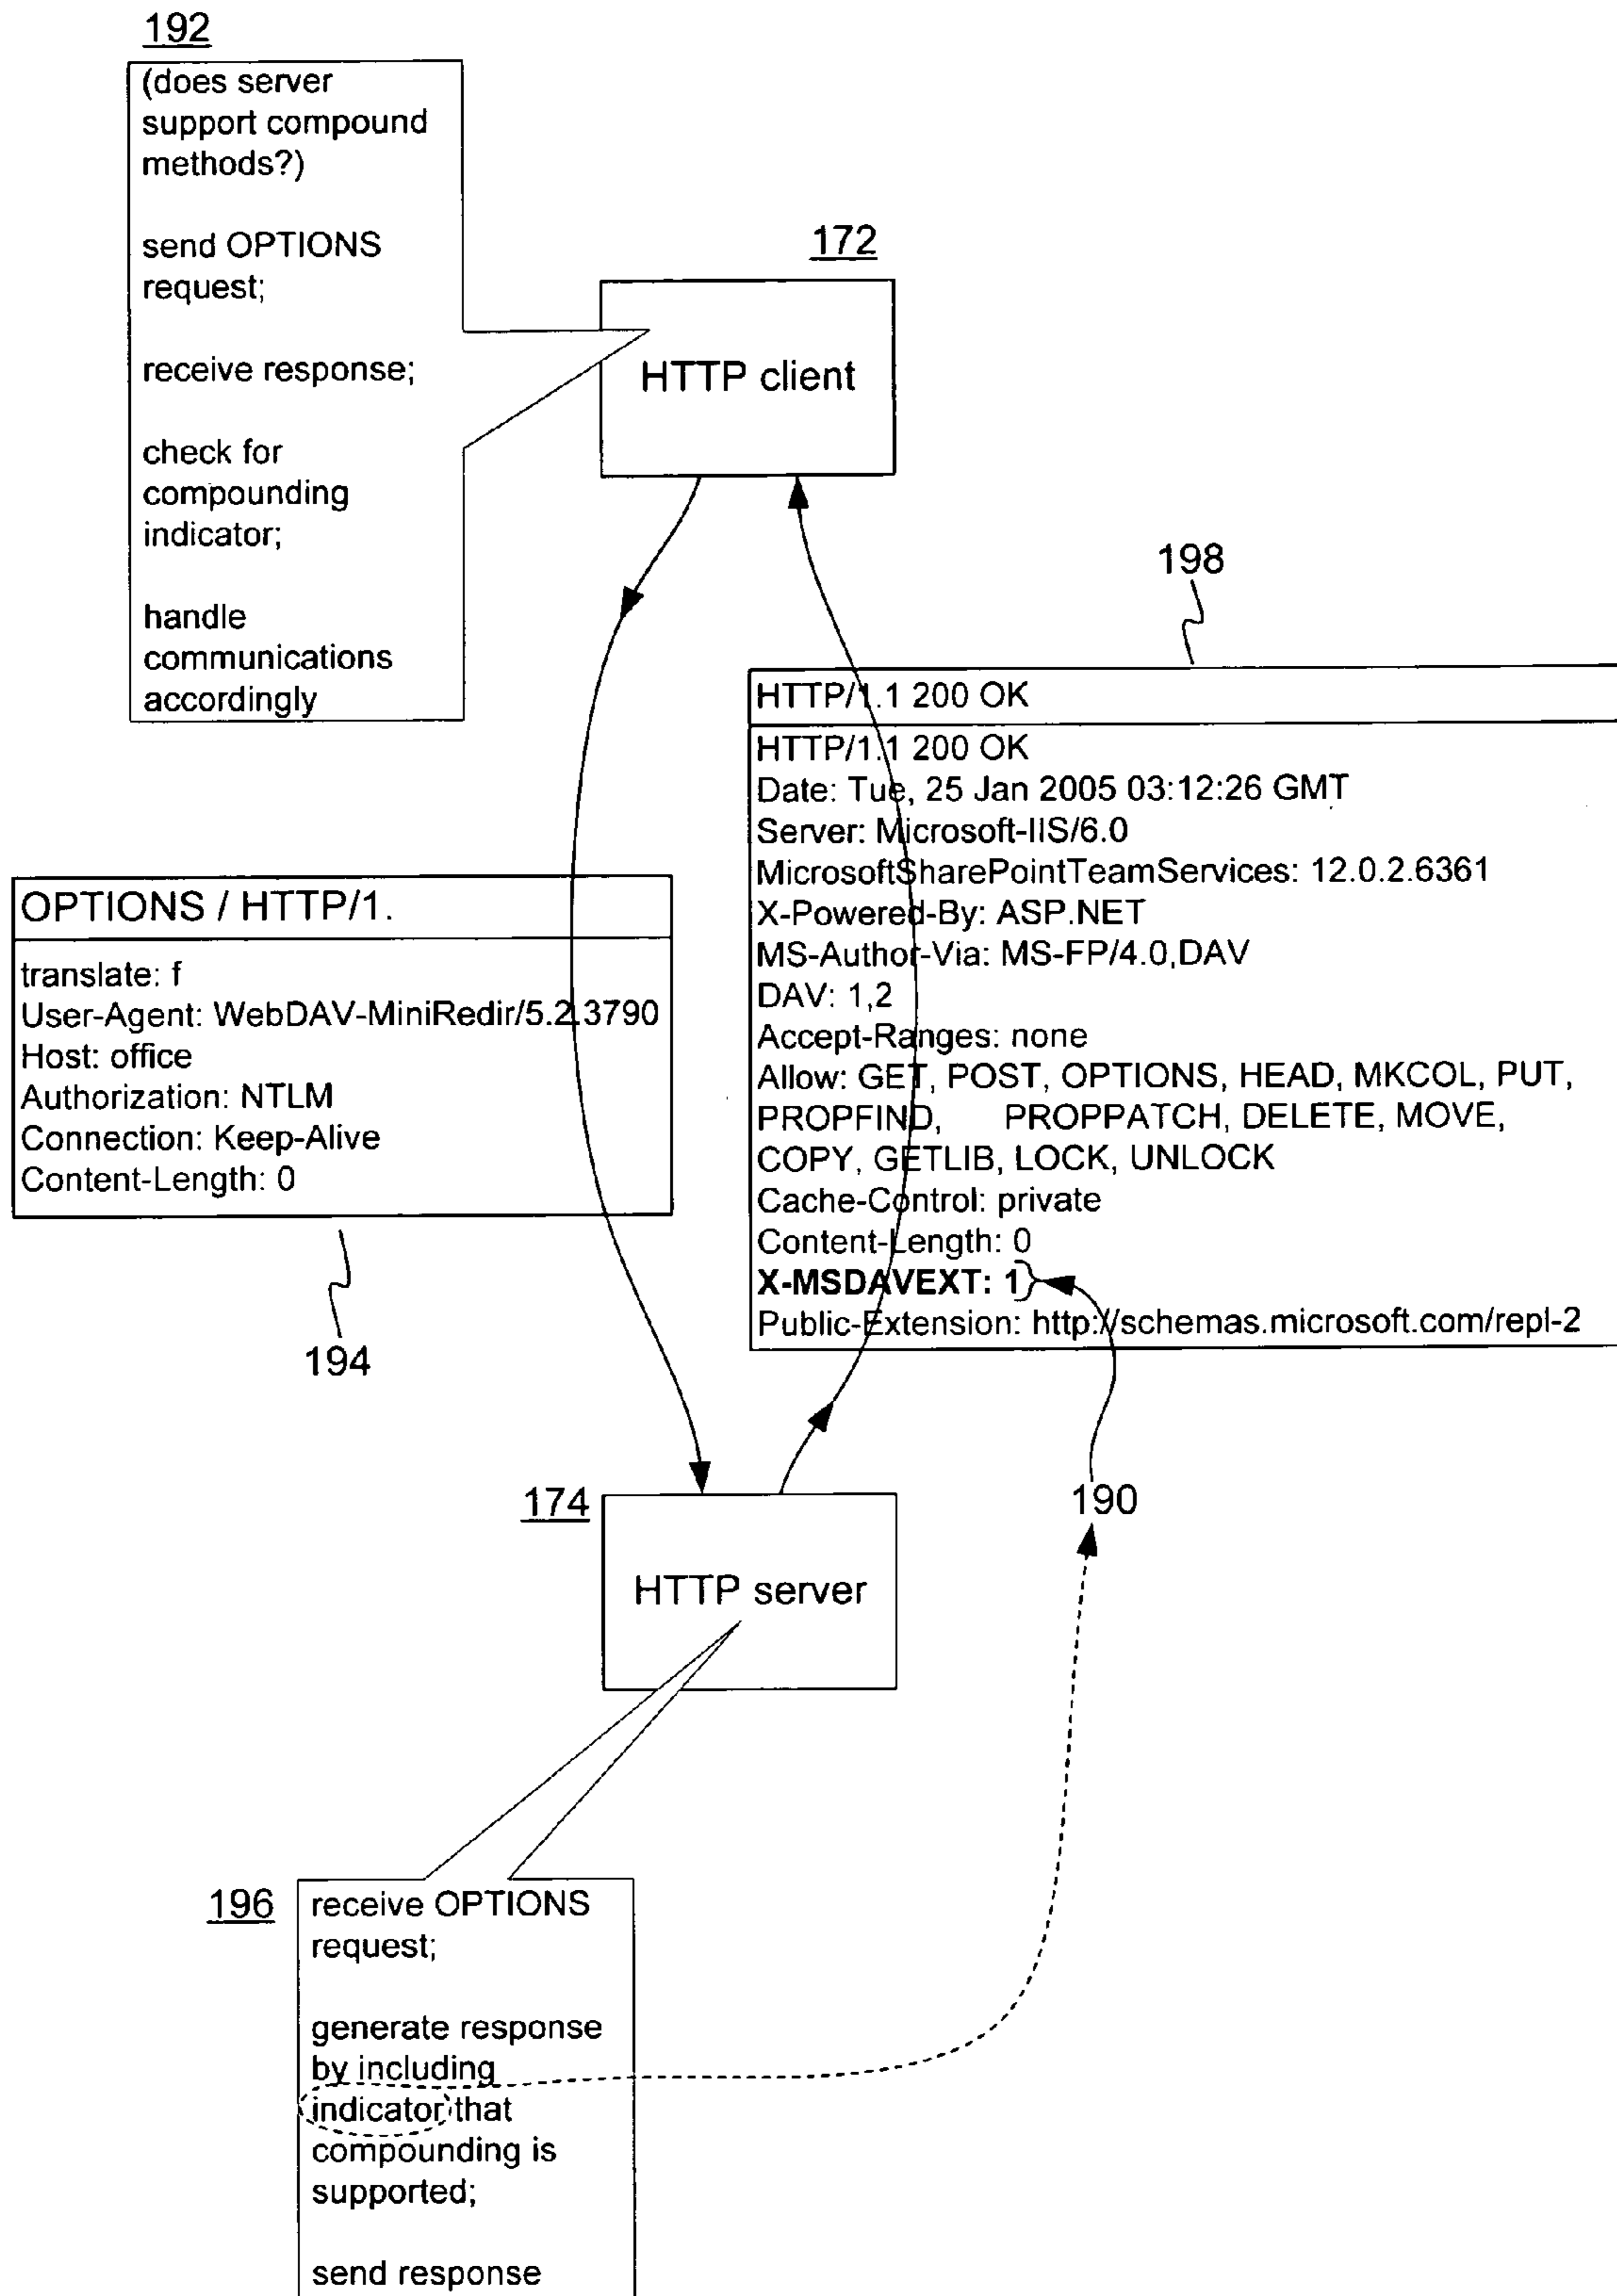 192
(does server
support compound
methods?)
send OPTIONS
request;
receive response;
check for
compounding
indicator;
handle
communications
accordingly
172
HTTP client
198
HTTP/1.1 200 OK
HTTP/1.1 200 OK
Date: Tue, 25 Jan 2005 03:12:26 GMT
Server: Microsoft-IIS/6.0
MicrosoftSharePointTeamServices: 12.0.2.6361
X-Powered-By: ASP.NET
MS-Author-Via: MS-FP/4.0,DAV
DAV: 1,2
Accept-Ranges: none
Allow: GET, POST, OPTIONS, HEAD, MKCOL, PUT,
PROPFIND, PROPPATCH, DELETE, MOVE,
COPY, GETLIB, LOCK, UNLOCK
Cache-Control: private
Content-Length: 0
X-MSDAVEXT: 1
Public-Extension: http://schemas.microsoft.com/repl-2
OPTIONS / HTTP/1.
translate: f
User-Agent: WebDAV-MiniRedir/5.2.3790
Host: office
Authorization: NTLM
Connection: Keep-Alive
Content-Length: 0
194
190
174
HTTP server
196
receive OPTIONS
request;
generate response
by including
indicator that
compounding is
supported;
send response